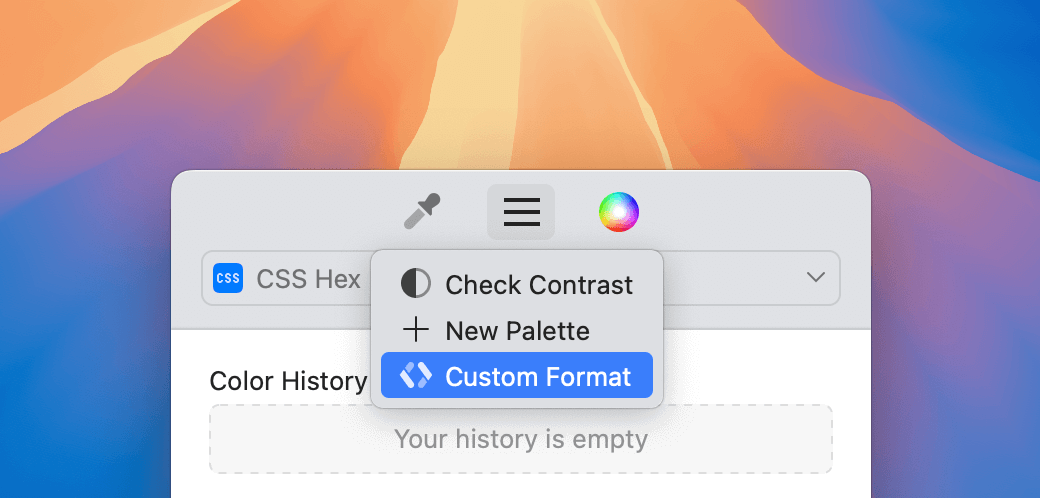 CSS CSS Hex
Check Contrast
New Palette
Custom Format
Color History
Your history is empty